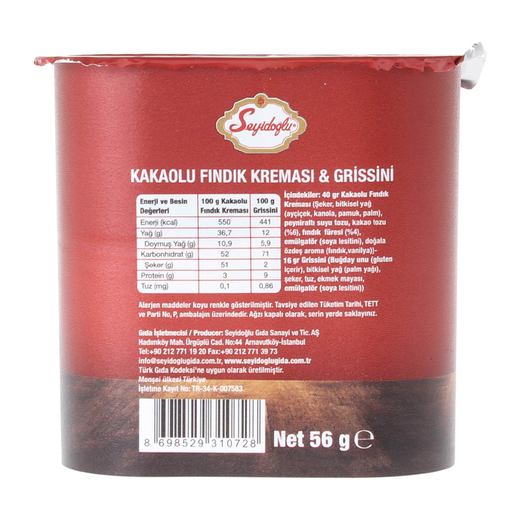 Seyidoğlu
KAKAOLU FINDIK KREMASI & GRISSINI
Enerji ve Besin Değerleri 100 g Kakaolu Fındık Kreması 100 g Grissini
Enerji (kcal) 550 441
Yağ (g) 36,7 12
Doymuş Yağ (g) 10,9 5,9
Karbonhidrat (g) 52 71
Şeker (g) 51 2
Protein (g) 3 9
Tuz (mg) 0,1 0,86
İçindekiler: 40 gr Kakaolu Fındık
Kreması (Şeker, bitkisel yağ
(ayçiçek, kanola, pamuk, palm),
peyniraltı suyu tozu, kakao tozu
(%6), fındık füresi (%4),
emülgatör (soya lesitini), doğala
özdeş aroma (fındık,vanilya))-
16 gr Grissini (Buğday unu (gluten
içerir), bitkisel yağ (palm yağı),
şeker, tuz, ekmek mayası,
emülgatör (soya lesitini))
Alerjen maddeler koyu renkle gösterilmiştir. Tavsiye edilen Tüketim Tarihi, TETT
ve Parti No, P, ambalajın üzerindedir. Ağzı kapalı olarak, serin yerde saklayınız.
Gıda İşletmecisi / Producer: Seyidoğlu Gıda Sanayi ve Tic. AŞ
Hadımköy Mah. Ürgüplü Cad. No:44 Arnavutköy-İstanbul
Tel:+90 212 771 19 20 Fax:+90 212 771 39 73
info@seyidoglugida.com.tr www.seyidoglugida.com.tr
Türk Gıda Kodeksi'ne uygun olarak üretilmiştir.
Menşei ülkesi Türkiye.
İşletme Kayıt No: TR-34-K-007583
8 698529 310728
Net 56 g ℮